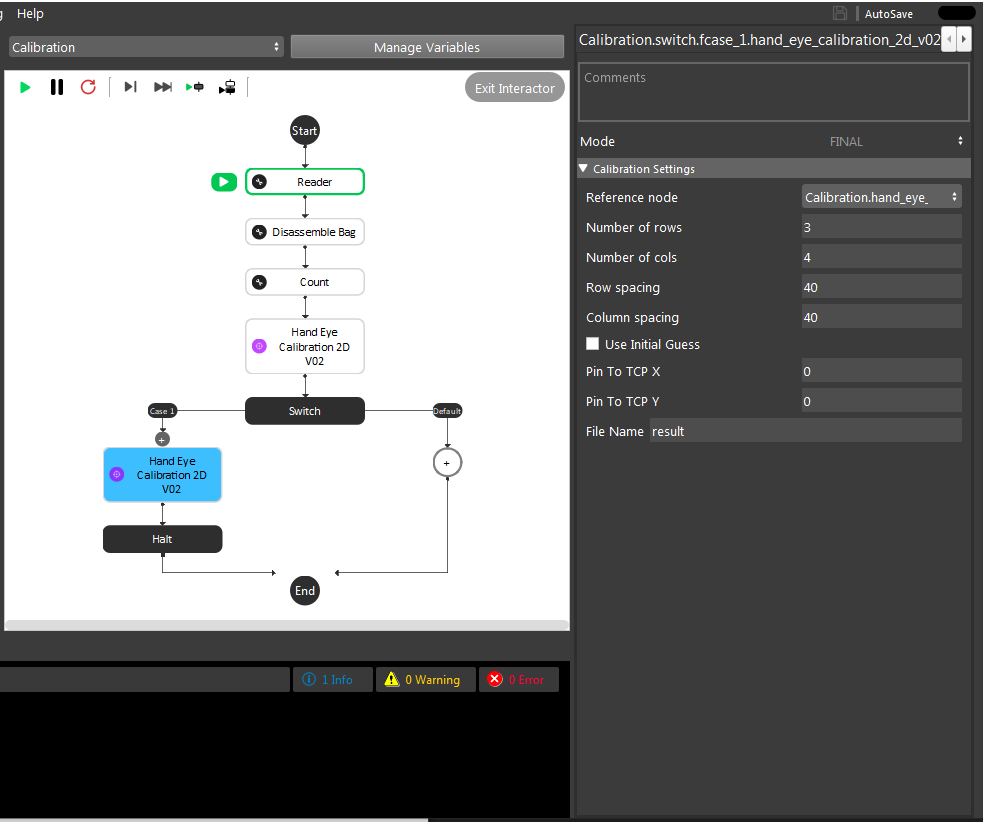 Help
AutoSave
Calibration
Manage Variables
Calibration.switch.fcase_1.hand_eye_calibration_2d_v02
Exit Interactor
Comments
Start
Mode
FINAL
Calibration Settings
Reader
Reference node
Calibration.hand_eye_
Number of rows
3
Disassemble Bag
Number of cols
4
Count
Row spacing
40
Column spacing
40
Hand Eye
Calibration 2D
V02
Use Initial Guess
Pin To TCP X
0
Pin To TCP Y
0
Case 1
Switch
Default
File Name
result
+
+
Hand Eye
Calibration 2D
V02
Halt
End
1 Info
0 Warning
0 Error